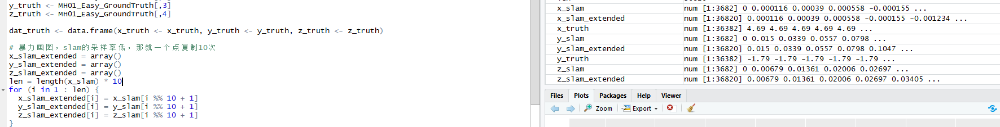 y_truth <- MH01_Easy_GroundTruth[,3]
z_truth <- MH01_Easy_GroundTruth[,4]
dat_truth <- data.frame(x_truth <- x_truth, y_truth <- y_truth, z_truth <- z_truth)
# 暴力画图，slam的采样率低，那就一个点复制10次
x_slam_extended = array()
y_slam_extended = array()
z_slam_extended = array()
len = length(x_slam) * 10
for (i in 1 : len) {
x_slam_extended[i] = x_slam[i %% 10 + 1]
y_slam_extended[i] = y_slam[i %% 10 + 1]
z_slam_extended[i] = z_slam[i %% 10 + 1]
}
x_slam num [1:3682] 0 0.000116 0.00039 0.000558 -0.000155 ...
x_slam_extended num [1:36820] 0.000116 0.00039 0.000558 -0.000155 -0.001234 ...
x_truth num [1:36382] 4.69 4.69 4.69 4.69 4.69 ...
y_slam num [1:3682] 0 0.015 0.0339 0.0557 0.0798 ...
y_slam_extended num [1:36820] 0.015 0.0339 0.0557 0.0798 0.1047 ...
y_truth num [1:36382] -1.79 -1.79 -1.79 -1.79 -1.79 ...
z_slam num [1:3682] 0 0.00679 0.01361 0.02006 0.02697 ...
z_slam_extended num [1:36820] 0.00679 0.01361 0.02006 0.02697 0.03405 ...
Files Plots Packages Help Viewer
Zoom Export